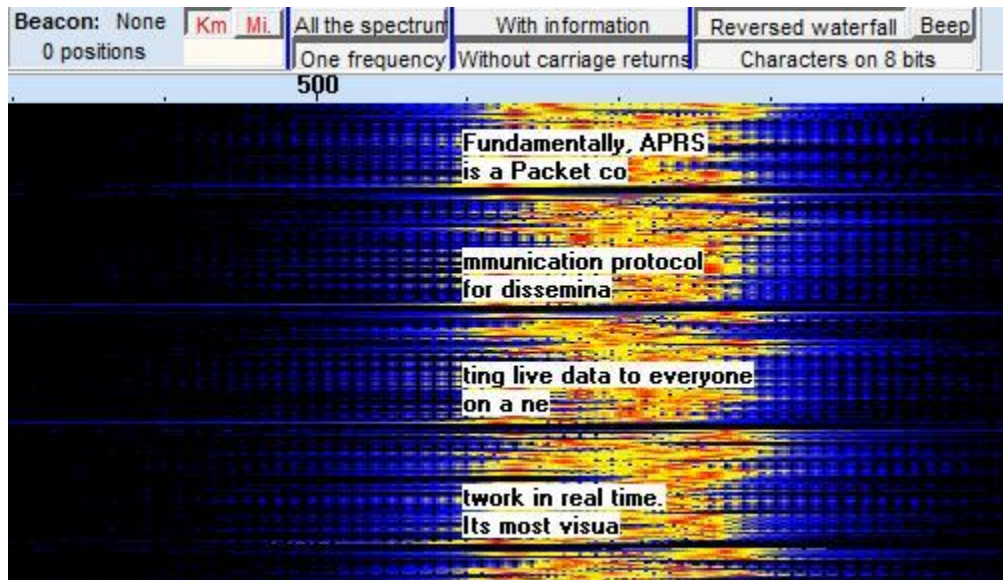 Beacon: None
0 positions
Km Mi.
All the spectrum
One frequency
With information
Without carriage returns
Reversed waterfall
Beep
Characters on 8 bits
500
Fundamentally, APRS
is a Packet co
mmunication protocol
for dissemina
ting live data to everyone
on a ne
twork in real time.
Its most visua